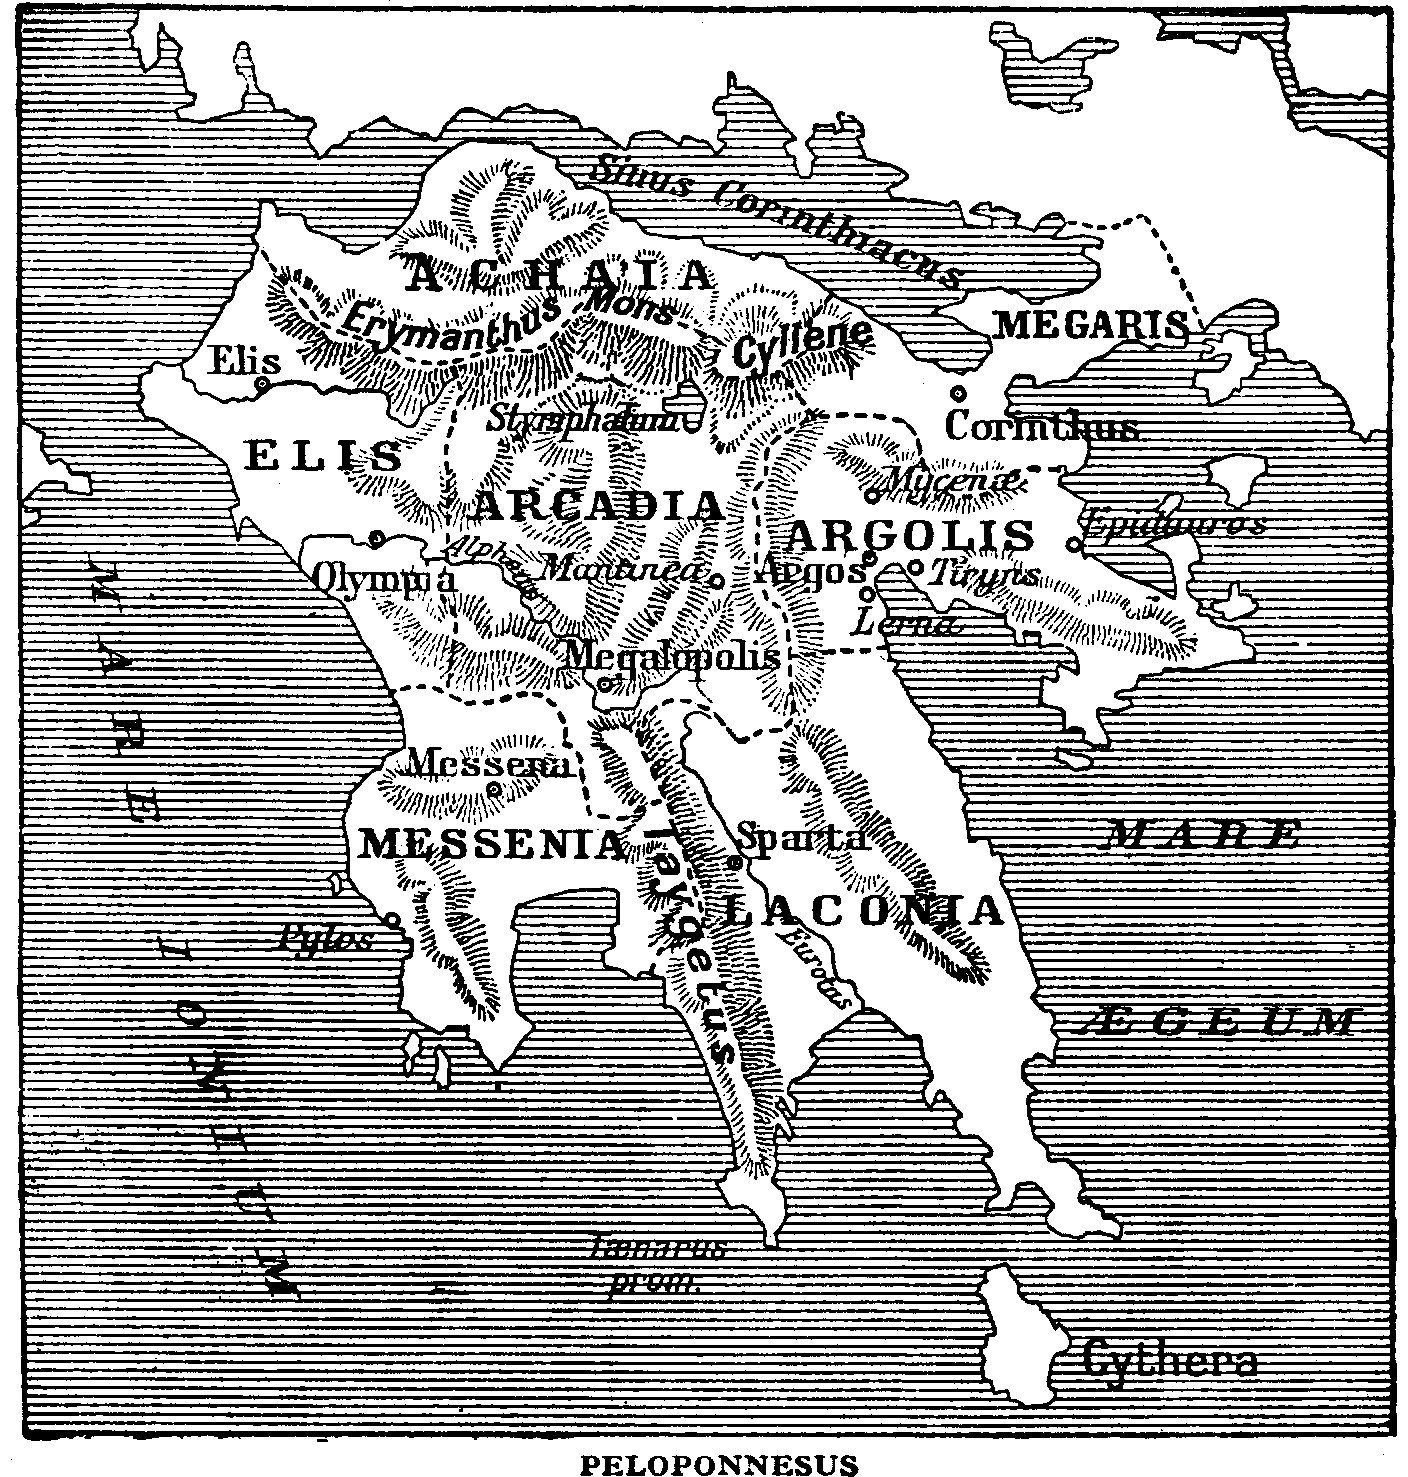 Sinus Corinthiacus
ACHAIA
Erymanthus Mons
MEGARIS
Cyllene
Elis
Corinthus
Stymphalum
ELIS
Mycenæ
ARCADIA
Epidauros
ARGOLIS
Alpheus
Mantinea
Argos
Tiryns
Olympia
Lerna
Megalopolis
Messena
MARE
Sparta
MESSENIA
Taygetus
MARE
LACONIA
Pylos
Eurotas
ÆGEUM
IONIUM
Tænarus
prom.
Cythera
PELOPONNESUS